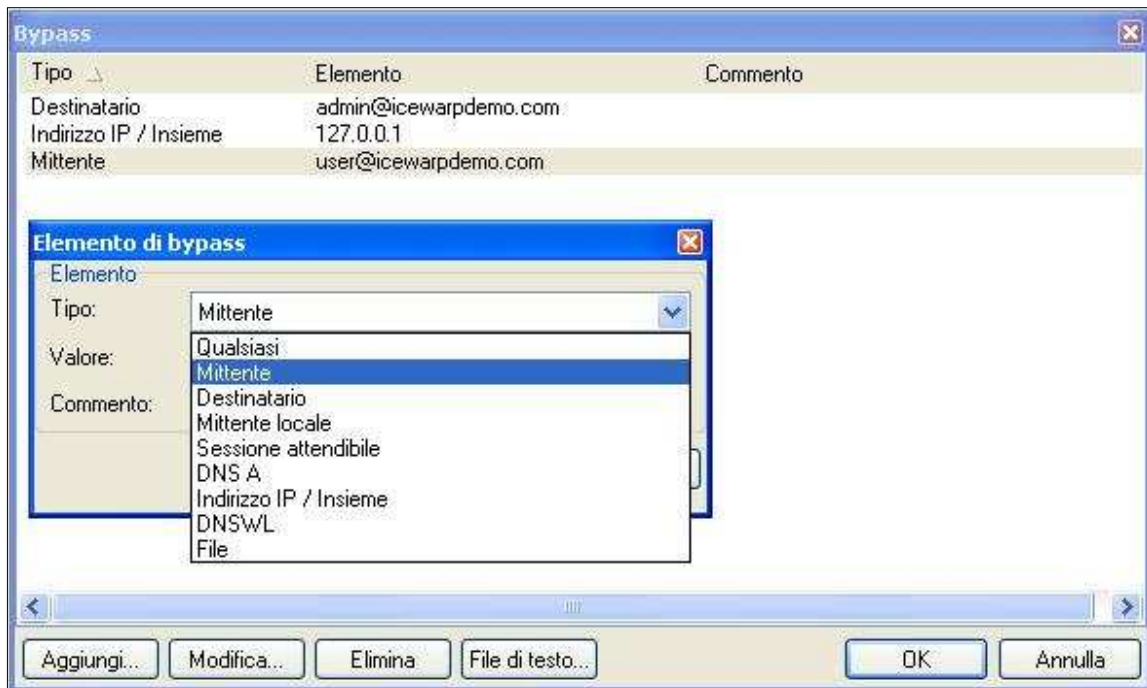 Bypass
Tipo Elemento Commento
Destinatario admin@icewarpdemo.com
Indirizzo IP / Insieme 127.0.0.1
Mittente user@icewarpdemo.com
Elemento di bypass
Elemento
Tipo: Mittente
Valore:
Commento:
Qualsiasi
Mittente
Destinatario
Mittente locale
Sessione attendibile
DNS A
Indirizzo IP / Insieme
DNSWL
File
Aggiungi... Modifica... Elimina File di testo... OK Annulla